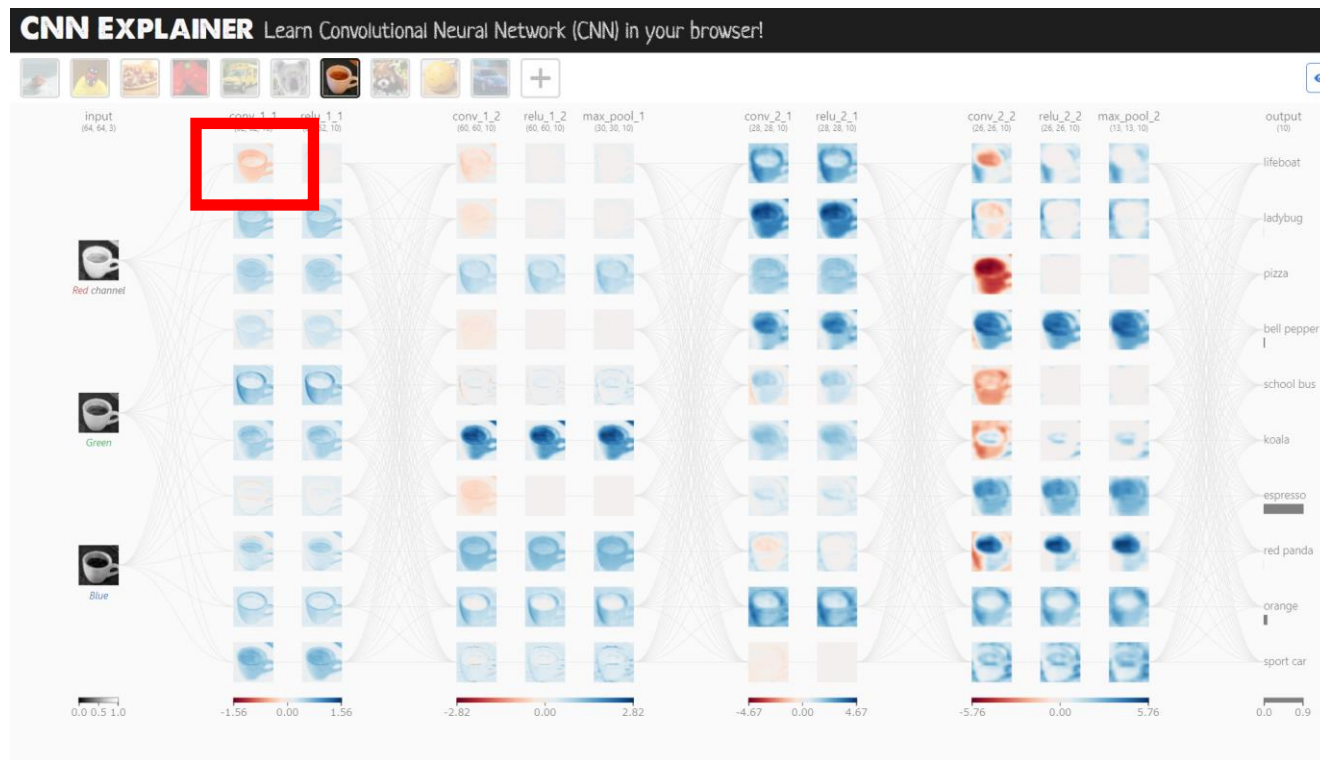 CNN EXPLAINER Learn Convolutional Neural Network (CNN) in your browser!
input conv_1_1 relu_1_1 conv_1_2 relu_1_2 max_pool_1 conv_2_1 relu_2_1 conv_2_2 relu_2_2 max_pool_2 output
(64, 64, 3) (60, 60, 10) (60, 60, 10) (30, 30, 10) (28, 28, 10) (28, 28, 10) (26, 26, 10) (26, 26, 10) (13, 13, 10) (10)
lifeboat
ladybug
Red channel
pizza
bell pepper
school bus
Green
koala
espresso
red panda
Blue
orange
sport car
0.0 0.5 1.0 -1.56 0.00 1.56 -2.82 0.00 2.82 -4.67 0.00 4.67 -5.76 0.00 5.76 0.0 0.9